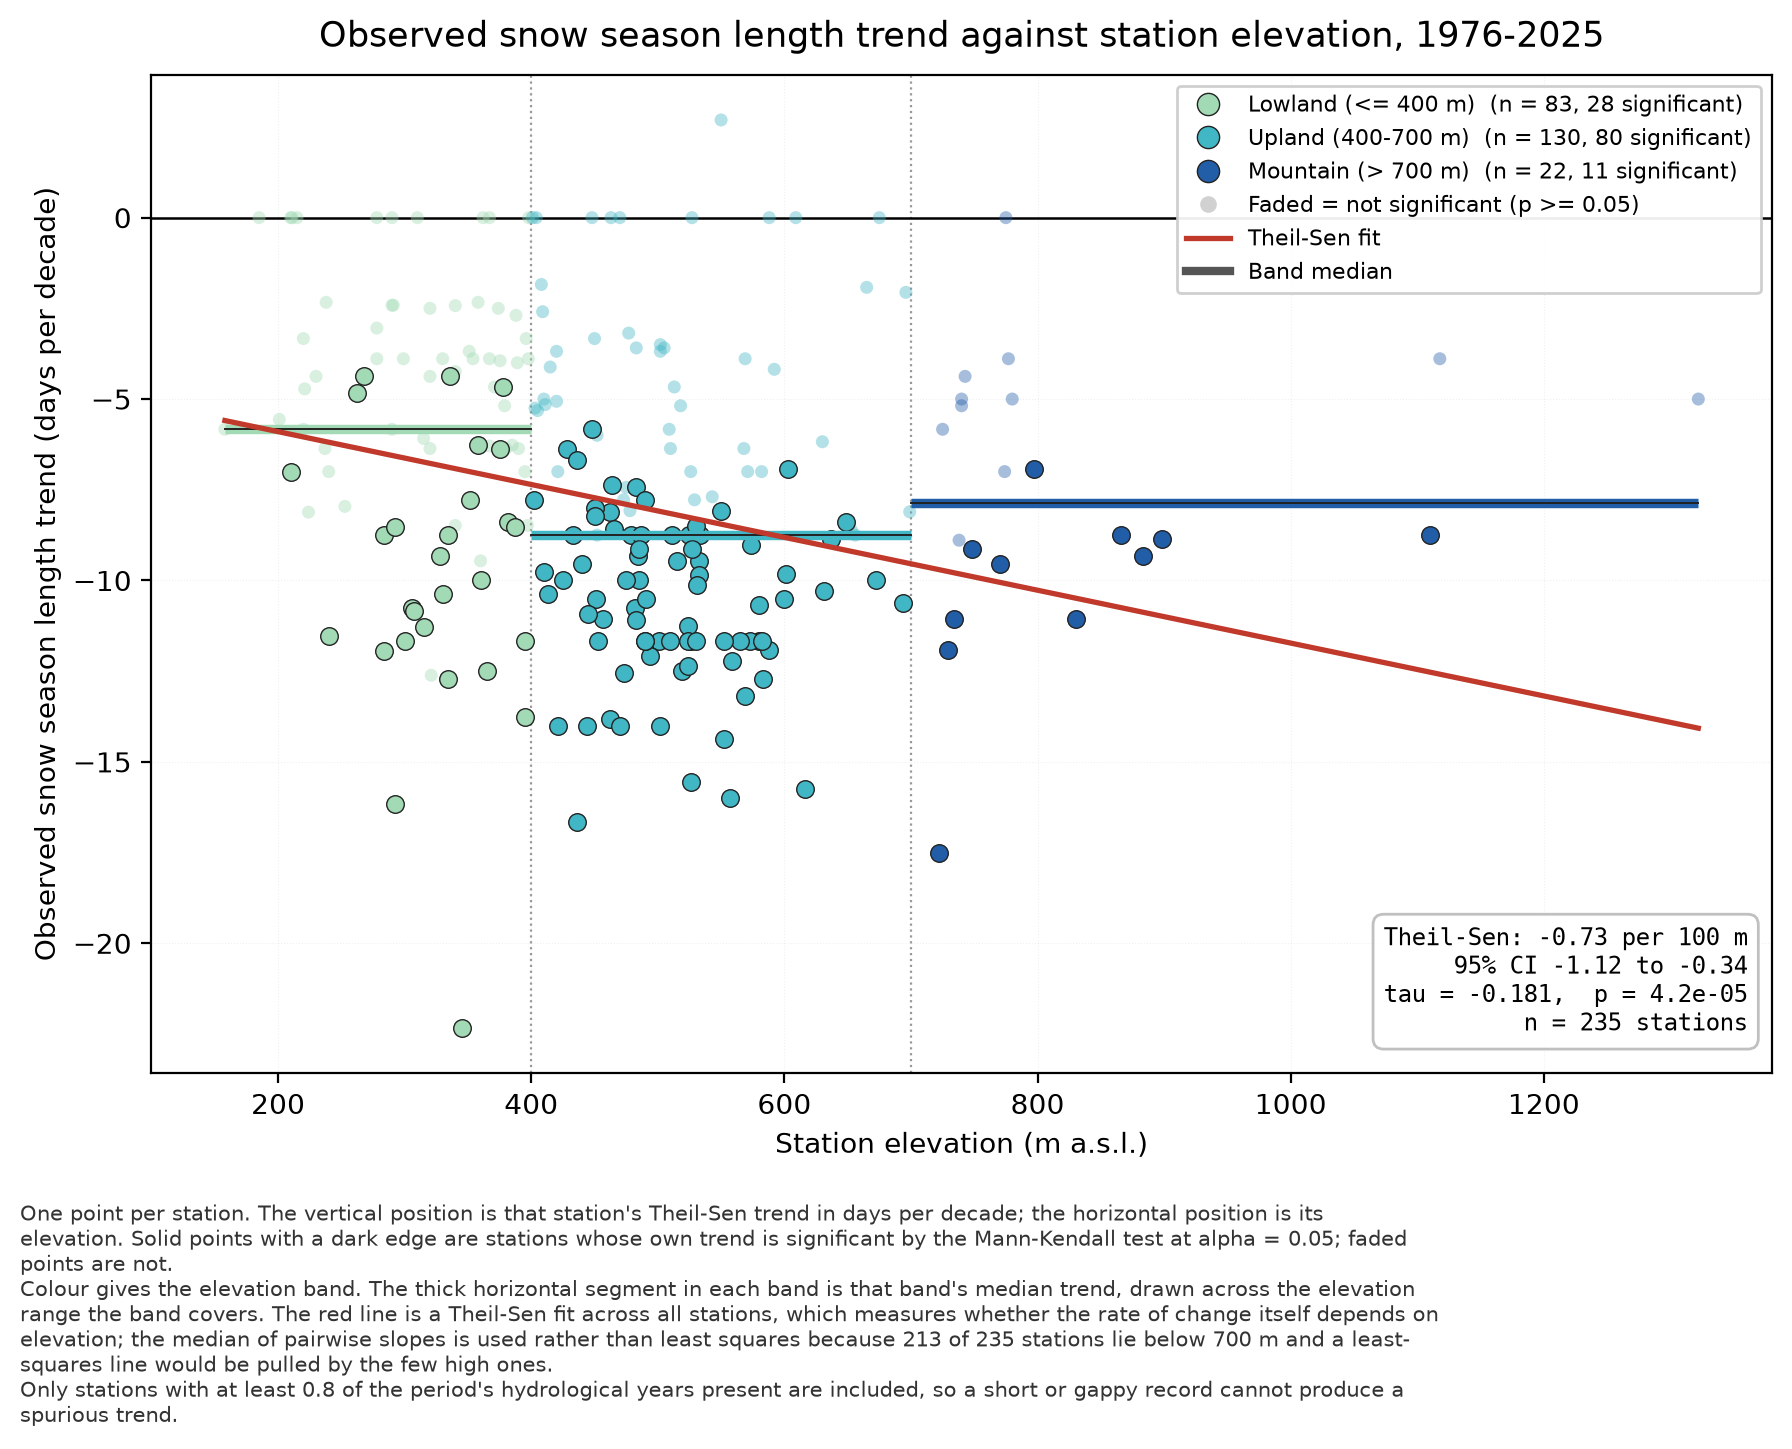 Observed snow season length trend against station elevation, 1976-2025
Lowland (<= 400 m)  (n = 83, 28 significant)
Upland (400-700 m)  (n = 130, 80 significant)
Mountain (> 700 m)  (n = 22, 11 significant)
Faded = not significant (p >= 0.05)
Theil-Sen fit
Band median
Observed snow season length trend (days per decade)
0
−5
−10
−15
−20
Theil-Sen: -0.73 per 100 m
95% CI -1.12 to -0.34
tau = -0.181,  p = 4.2e-05
n = 235 stations
200
400
600
800
1000
1200
Station elevation (m a.s.l.)
One point per station. The vertical position is that station's Theil-Sen trend in days per decade; the horizontal position is its
elevation. Solid points with a dark edge are stations whose own trend is significant by the Mann-Kendall test at alpha = 0.05; faded
points are not.
Colour gives the elevation band. The thick horizontal segment in each band is that band's median trend, drawn across the elevation
range the band covers. The red line is a Theil-Sen fit across all stations, which measures whether the rate of change itself depends on
elevation; the median of pairwise slopes is used rather than least squares because 213 of 235 stations lie below 700 m and a least-
squares line would be pulled by the few high ones.
Only stations with at least 0.8 of the period's hydrological years present are included, so a short or gappy record cannot produce a
spurious trend.